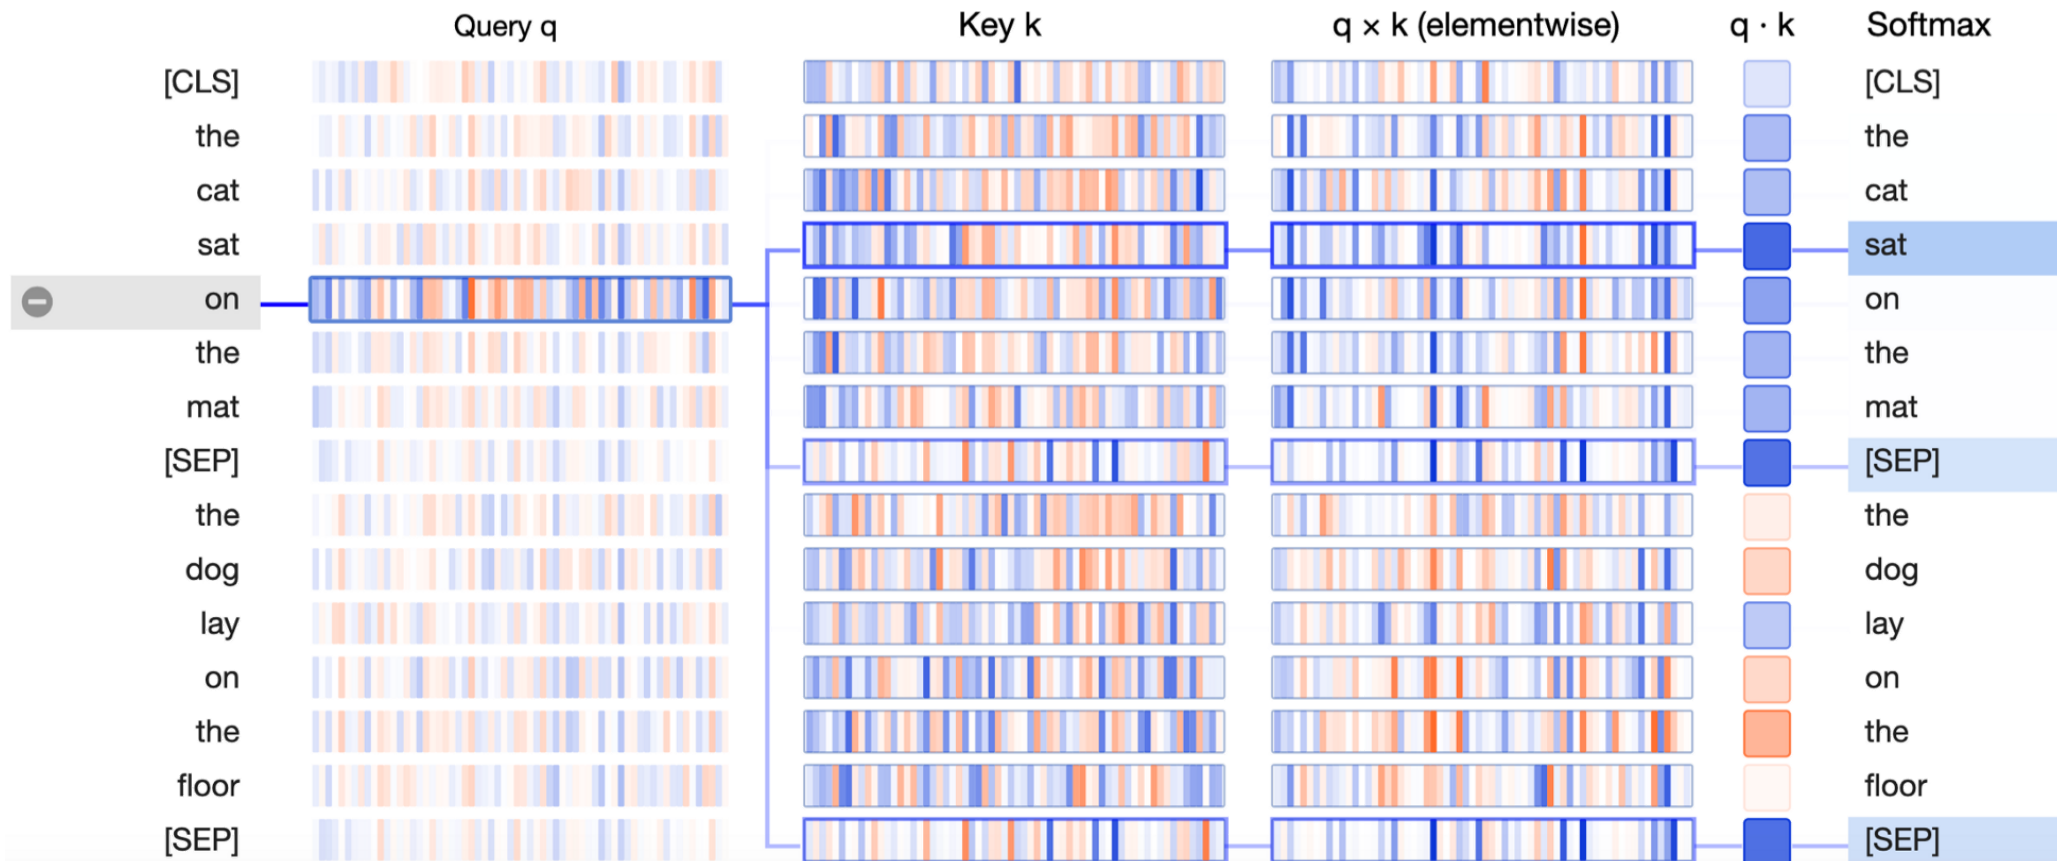 Query q Key k q × k (elementwise) q · k Softmax
[CLS] [CLS]
the the
cat cat
sat sat
on on
the the
mat mat
[SEP] [SEP]
the the
dog dog
lay lay
on on
the the
floor floor
[SEP] [SEP]